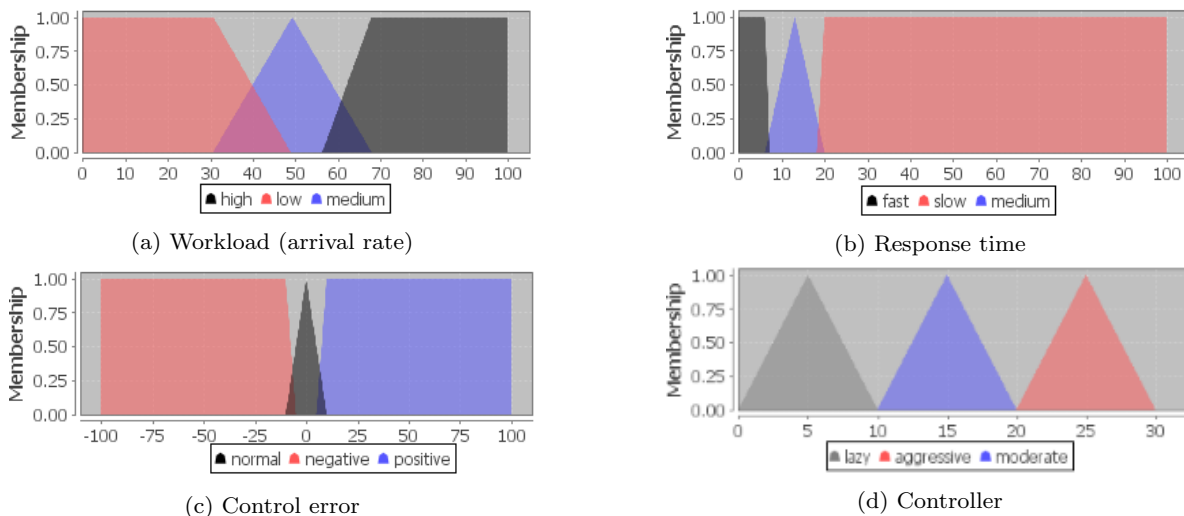 Membership
1.00
0.75
0.50
0.25
0.00
0 10 20 30 40 50 60 70 80 90 100
high low medium
(a) Workload (arrival rate)
Membership
1.00
0.75
0.50
0.25
0.00
0 10 20 30 40 50 60 70 80 90 100
fast slow medium
(b) Response time
Membership
1.00
0.75
0.50
0.25
0.00
-100 -75 -50 -25 0 25 50 75 100
normal negative positive
(c) Control error
Membership
1.00
0.75
0.50
0.25
0.00
0 5 10 15 20 25 30
lazy aggressive moderate
(d) Controller